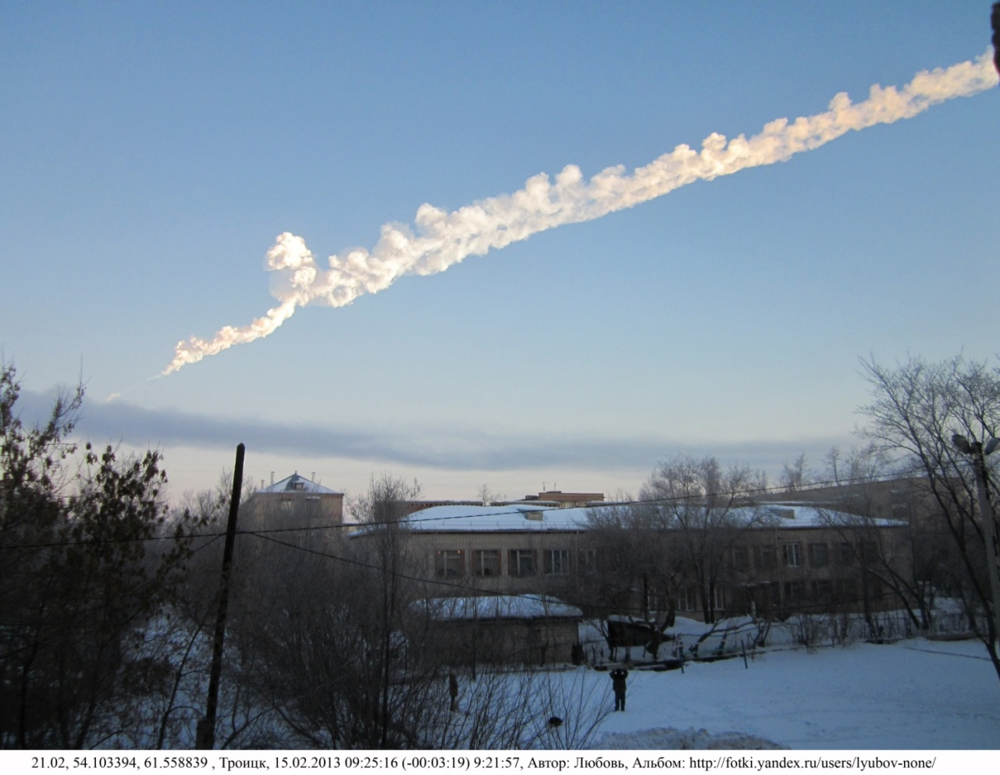 21.02, 54.103394, 61.558839 , Троицк, 15.02.2013 09:25:16 (-00:03:19) 9:21:57, Автор: Любовь, Альбом: http://fotki.yandex.ru/users/lyubov-none/